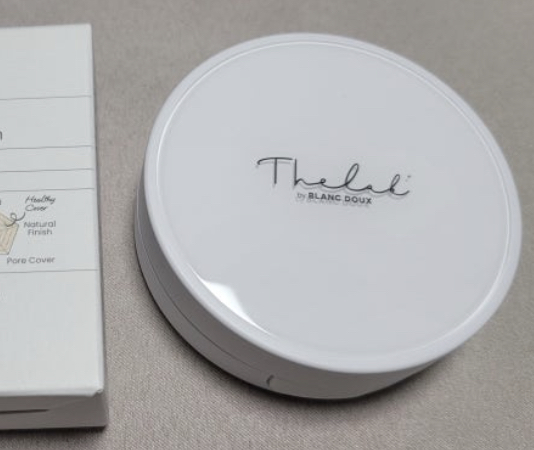 Healthy
Cover
Natural
Finish
Pore Cover
Thelab
by BLANC DOUX